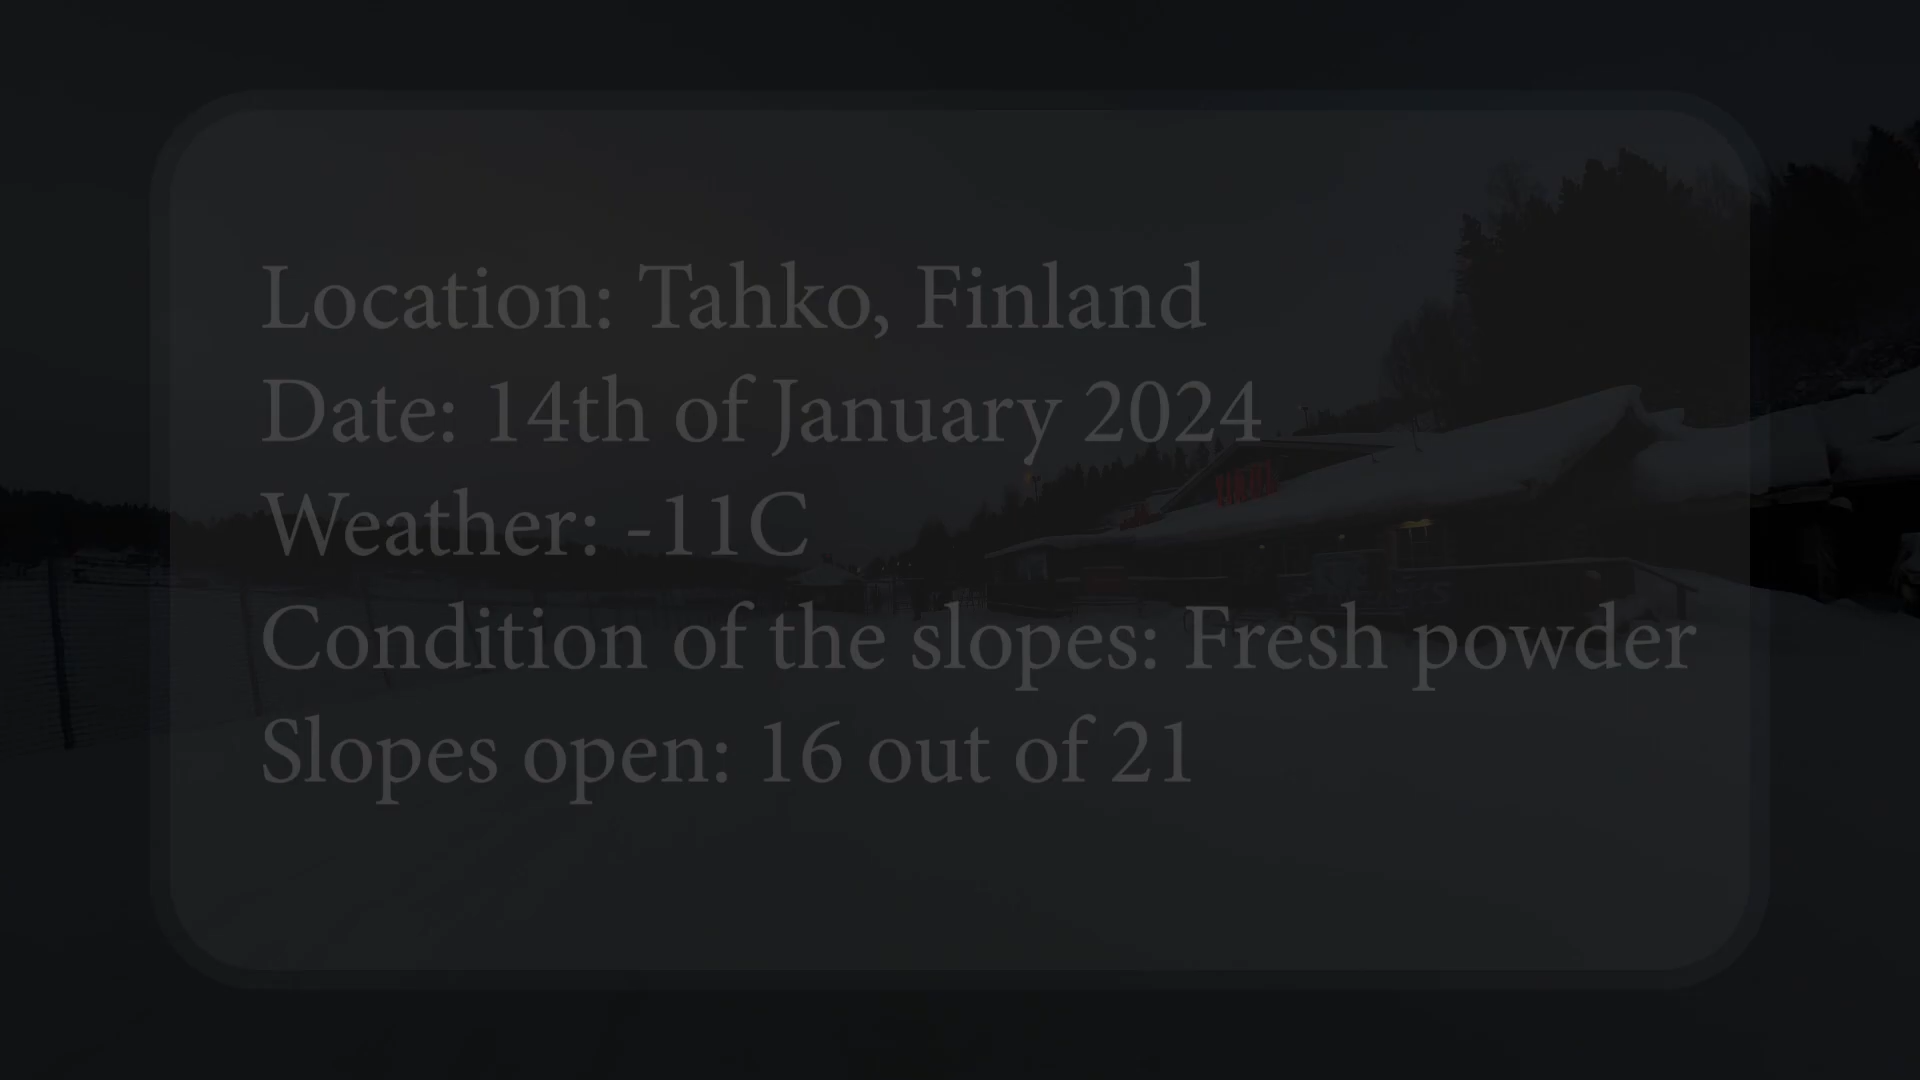 Location: Tahko, Finland
Date: 14th of January 2024
Weather: -11C
Condition of the slopes: Fresh powder
Slopes open: 16 out of 21